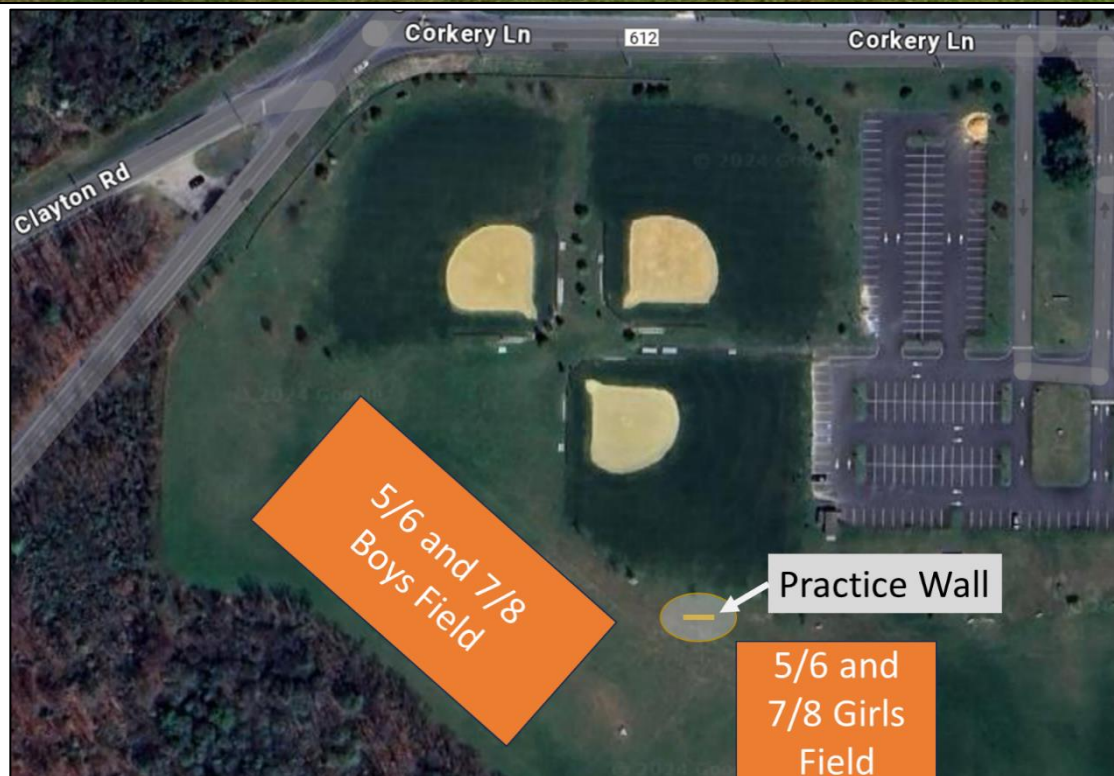 Corkery Ln
612
Corkery Ln
Clayton Rd
5/6 and 7/8
Boys Field
Practice Wall
5/6 and
7/8 Girls
Field